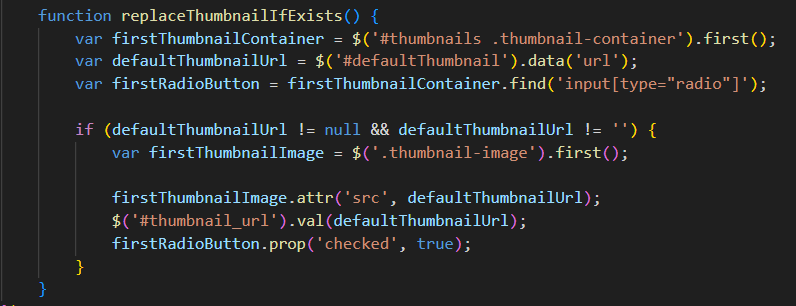 function replaceThumbnailIfExists() {
    var firstThumbnailContainer = $('#thumbnails .thumbnail-container').first();
    var defaultThumbnailUrl = $('#defaultThumbnail').data('url');
    var firstRadioButton = firstThumbnailContainer.find('input[type="radio"]');

    if (defaultThumbnailUrl != null && defaultThumbnailUrl != '') {
        var firstThumbnailImage = $('.thumbnail-image').first();

        firstThumbnailImage.attr('src', defaultThumbnailUrl);
        $('#thumbnail_url').val(defaultThumbnailUrl);
        firstRadioButton.prop('checked', true);
    }
}